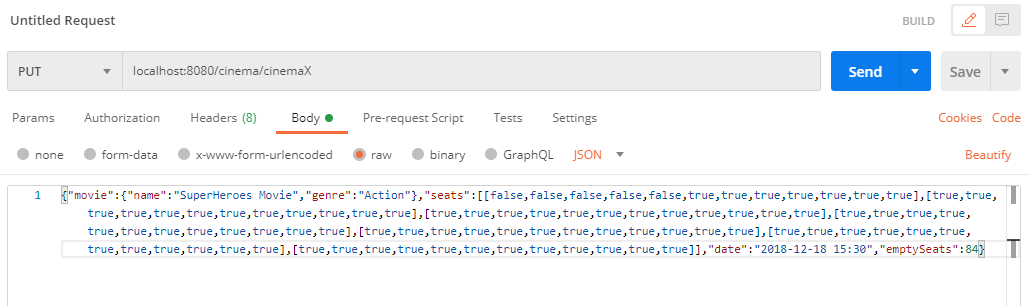 Untitled Request
BUILD
PUT
localhost:8080/cinema/cinemaX
Send
Save
Params
Authorization
Headers (8)
Body
Pre-request Script
Tests
Settings
Cookies
Code
none
form-data
x-www-form-urlencoded
raw
binary
GraphQL
JSON
Beautify
1 {"movie":{"name":"SuperHeroes Movie","genre":"Action"},"seats":[[false,false,false,false,false,true,true,true,true,true,true,true],[true,true,
true,true,true,true,true,true,true,true,true,true],[true,true,true,true,true,true,true,true,true,true,true,true],[true,true,true,true,
true,true,true,true,true,true,true,true],[true,true,true,true,true,true,true,true,true,true,true,true],[true,true,true,true,true,true,
true,true,true,true,true,true],[true,true,true,true,true,true,true,true,true,true,true,true]],"date":"2018-12-18 15:30","emptySeats":84}